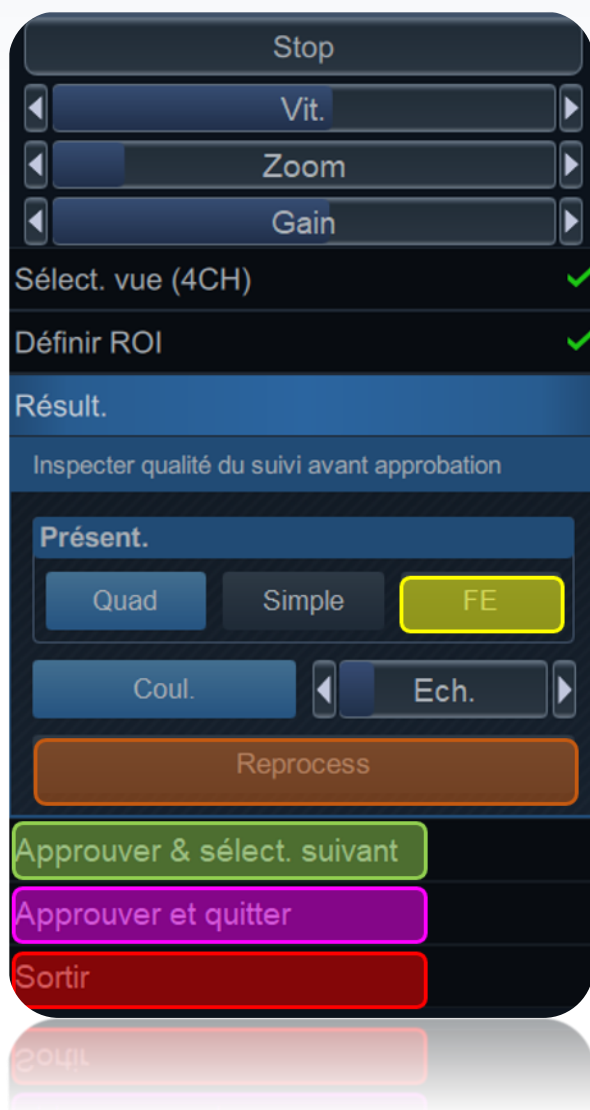 Stop
Vit.
Zoom
Gain
Sélect. vue (4CH)
Définir ROI
Résult.
Inspecter qualité du suivi avant approbation
Présent.
Quad Simple FE
Coul. Ech.
Reprocess
Approuver & sélect. suivant
Approuver et quitter
Sortir